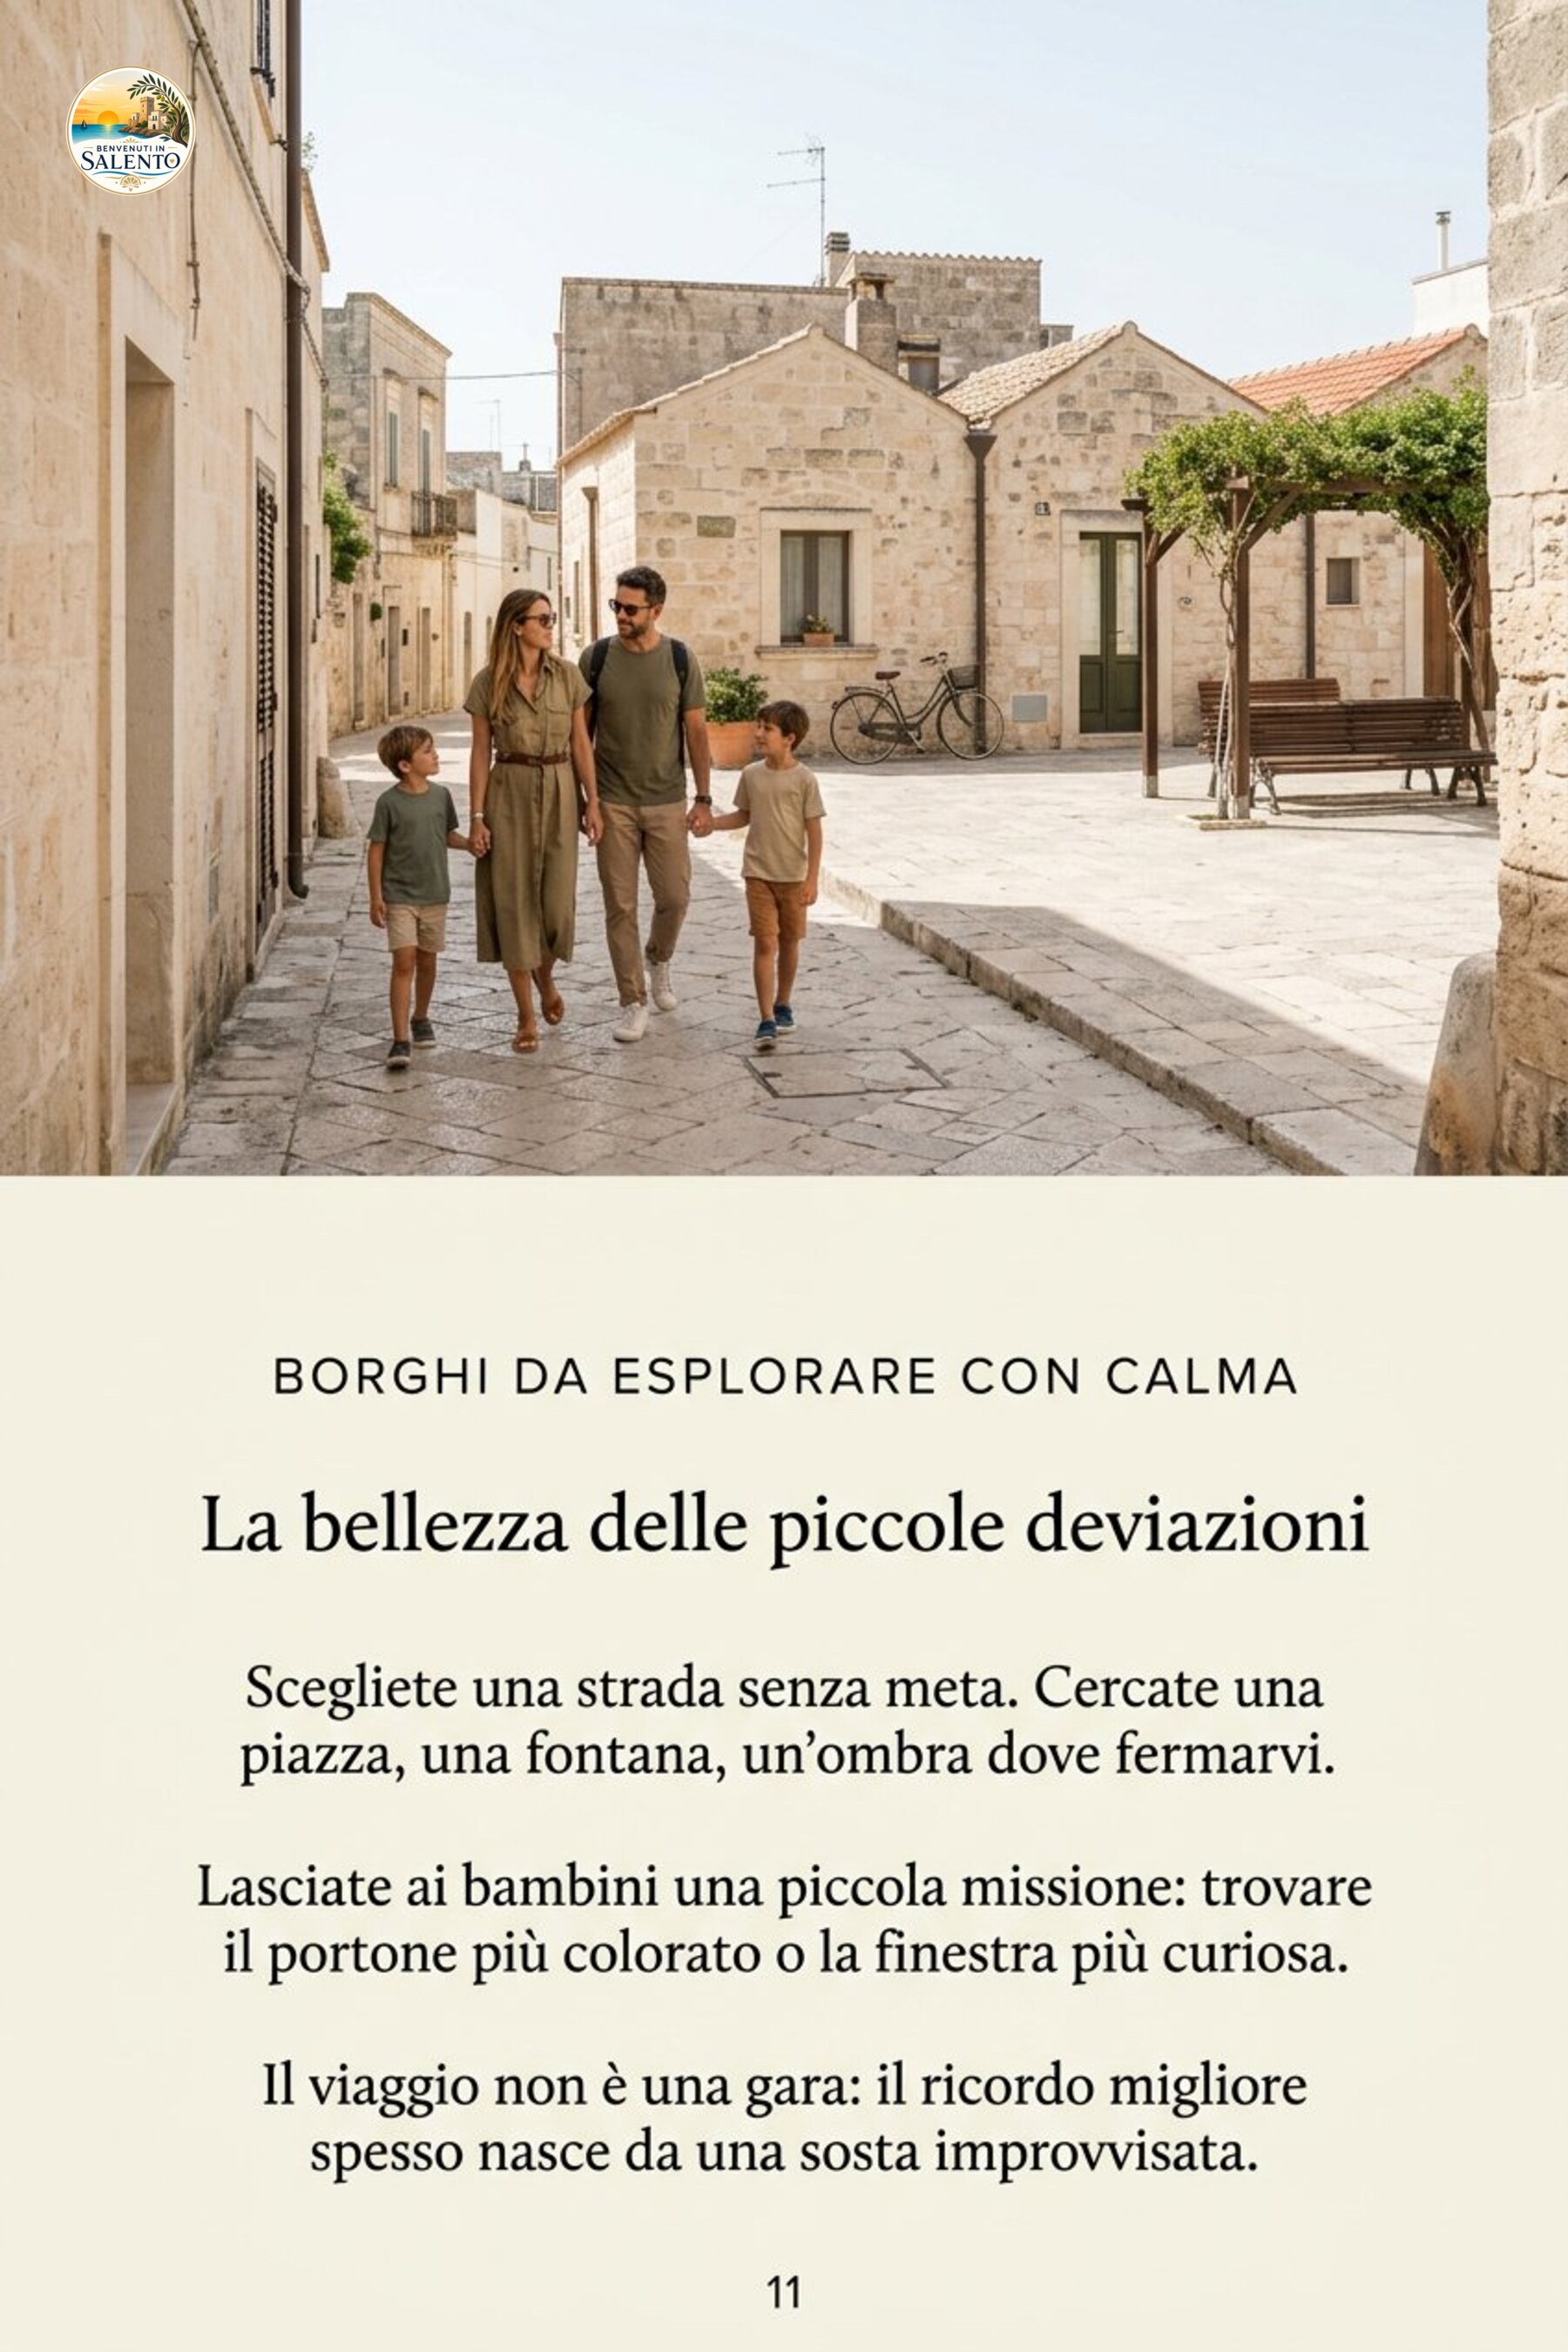 BENVENUTI IN
SALENTO
BORGHI DA ESPLORARE CON CALMA
La bellezza delle piccole deviazioni
Scegliete una strada senza meta. Cercate una
piazza, una fontana, un’ombra dove fermarvi.
Lasciate ai bambini una piccola missione: trovare
il portone più colorato o la finestra più curiosa.
Il viaggio non è una gara: il ricordo migliore
spesso nasce da una sosta improvvisata.
11